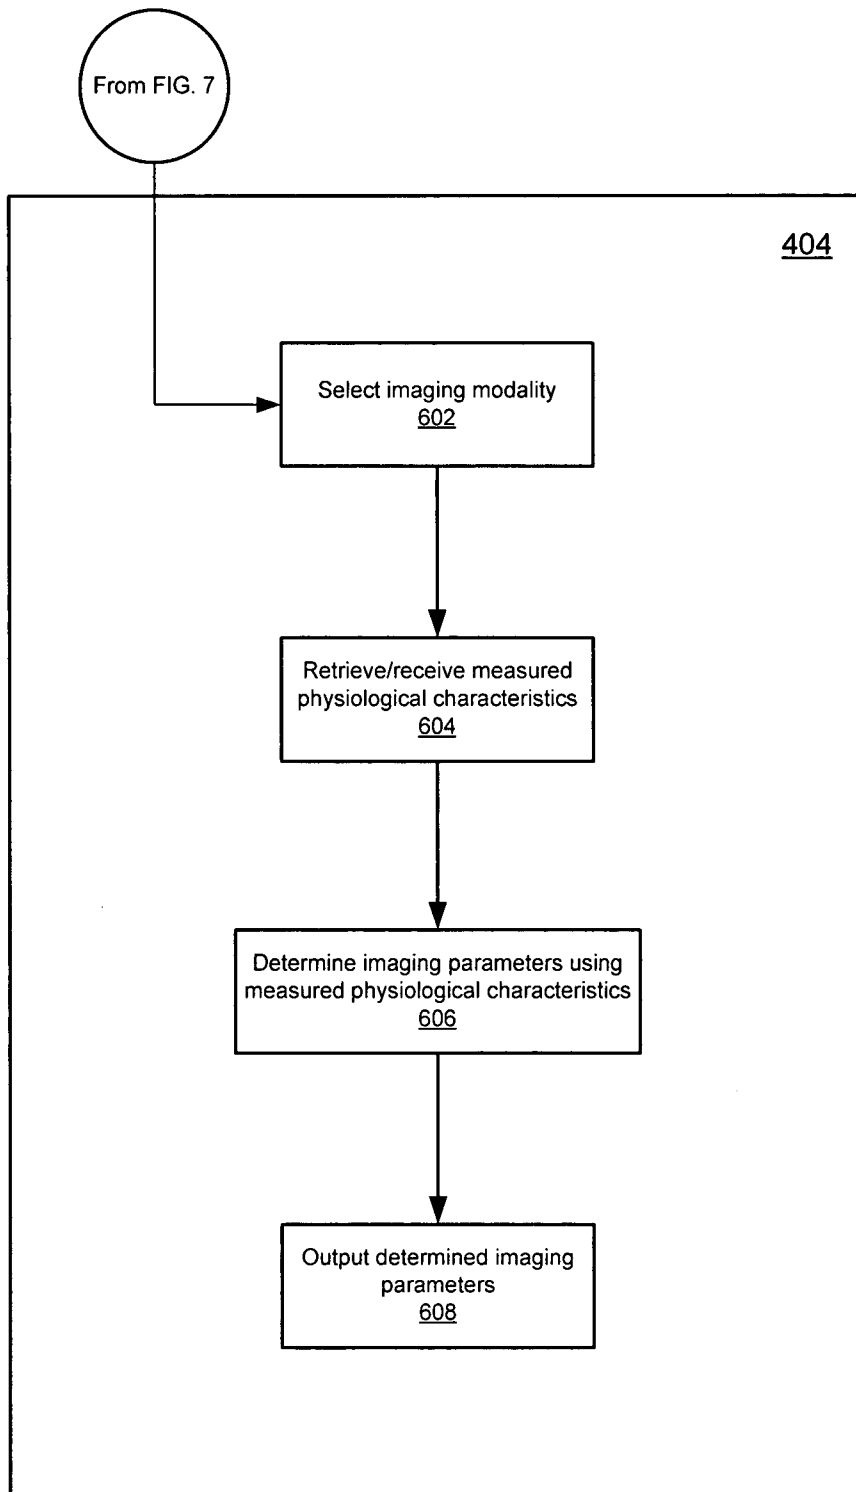 From FIG. 7
404
Select imaging modality
602
Retrieve/receive measured
physiological characteristics
604
Determine imaging parameters using
measured physiological characteristics
606
Output determined imaging
parameters
608